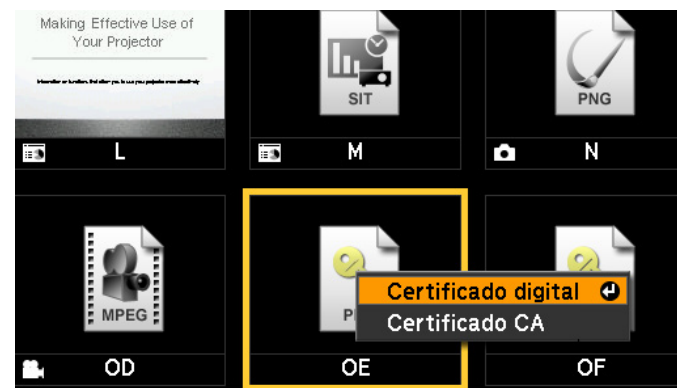 Making Effective Use of
Your Projector
SIT
PNG
L
M
N
MPEG
Certificado digital
Certificado CA
OD
OE
OF